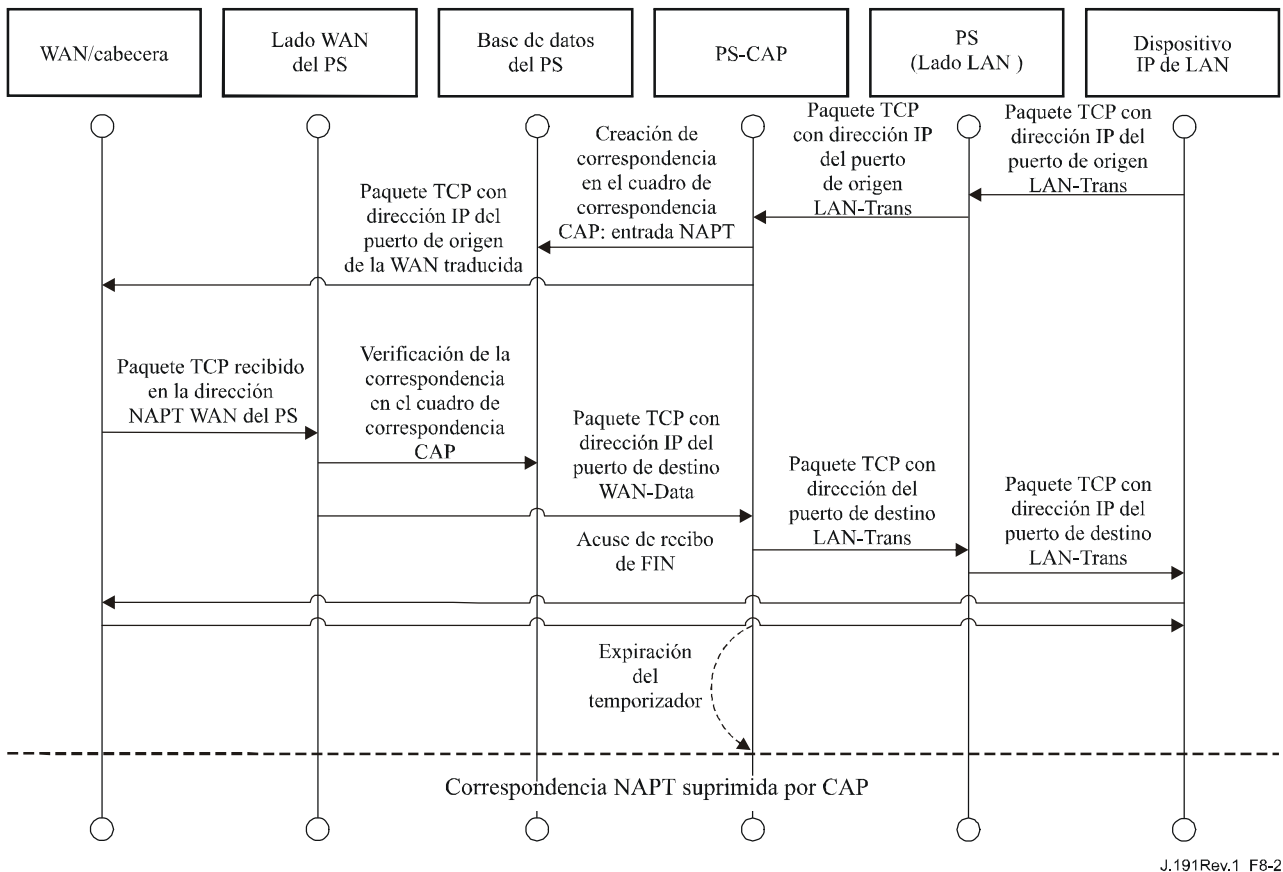 WAN/cabecera
Lado WAN
del PS
Base de datos
del PS
PS-CAP
PS
(Lado LAN )
Dispositivo
IP de LAN
Paquete TCP con
dirección IP del
puerto de origen
LAN-Trans
Paquete TCP
con dirección IP
del puerto
de origen
LAN-Trans
Creación de
correspondencia
en el cuadro de
correspondencia
CAP: entrada NAPT
Paquete TCP con
dirección IP del
puerto de origen
de la WAN traducida
Paquete TCP recibido
en la dirección
NAPT WAN del PS
Verificación de la
correspondencia
en el cuadro de
correspondencia
CAP
Paquete TCP con
dirección IP del
puerto de destino
WAN-Data
Paquete TCP con
dirección del
puerto de destino
LAN-Trans
Paquete TCP con
dirección IP del
puerto de destino
LAN-Trans
Acuse de recibo
de FIN
Expiración
del
temporizador
Correspondencia NAPT suprimida por CAP
J.191Rev.1_F8-2